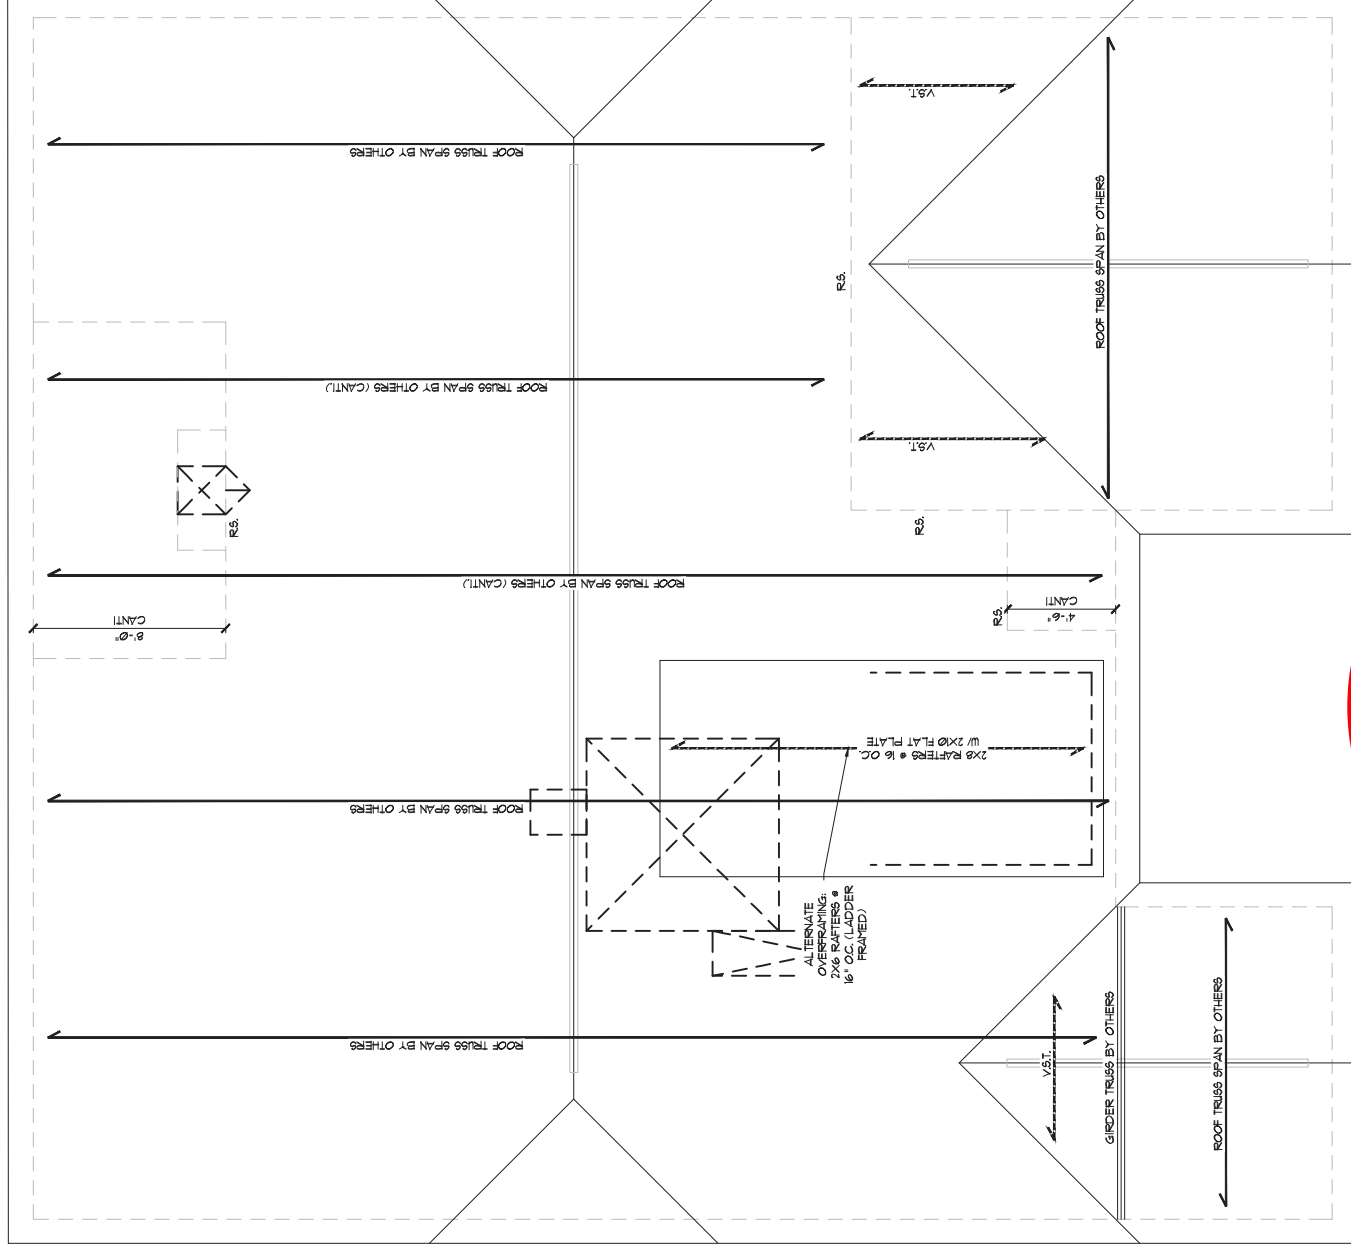 V.S.T.
ROOF TRUSS SPAN BY OTHERS
ROOF TRUSS SPAN BY OTHERS
R.S.
ROOF TRUSS SPAN BY OTHERS (CANTI.)
V.S.T.
R.S.
R.S.
ROOF TRUSS SPAN BY OTHERS (CANTI.)
8'-0"
CANTI
R.S.
4'-6"
CANTI
2X8 RAFTERS @ 16 O.C.
W/ 2X10 FLAT PLATE
ROOF TRUSS SPAN BY OTHERS
ALTERNATE
OVERFRAMING:
2X6 RAFTERS @
16" O.C. (LADDER
FRAMED)
ROOF TRUSS SPAN BY OTHERS
V.S.T.
GIRDER TRUSS BY OTHERS
ROOF TRUSS SPAN BY OTHERS